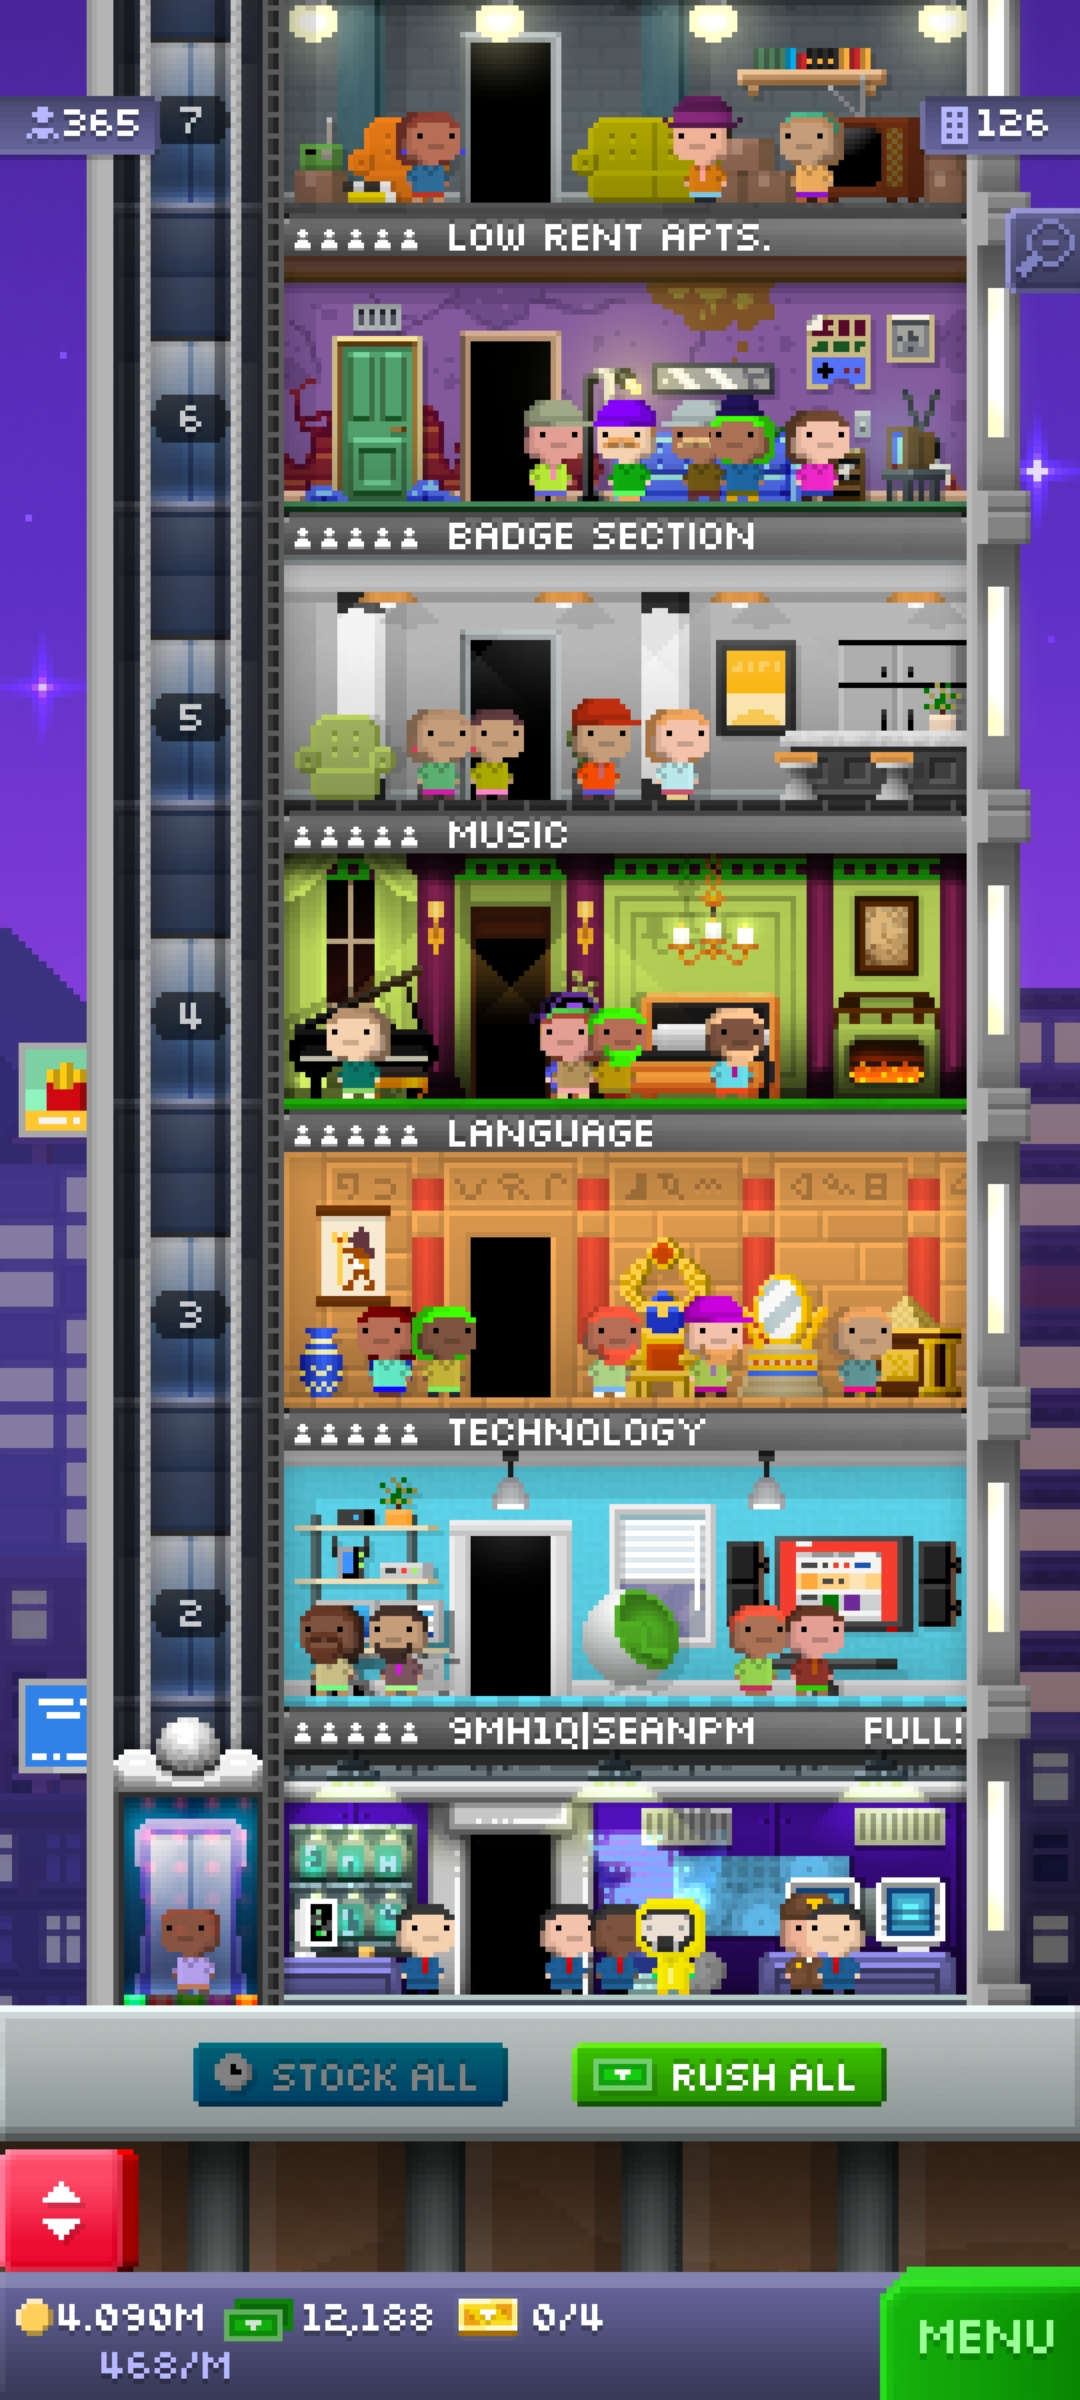 365
7
126
LOW RENT APTS.
6
BADGE SECTION
5
MUSIC
4
LANGUAGE
3
TECHNOLOGY
2
9MH1Q|SEANPM FULL!
STOCK ALL
RUSH ALL
4.090M 12,188 0/4
468/M
MENU